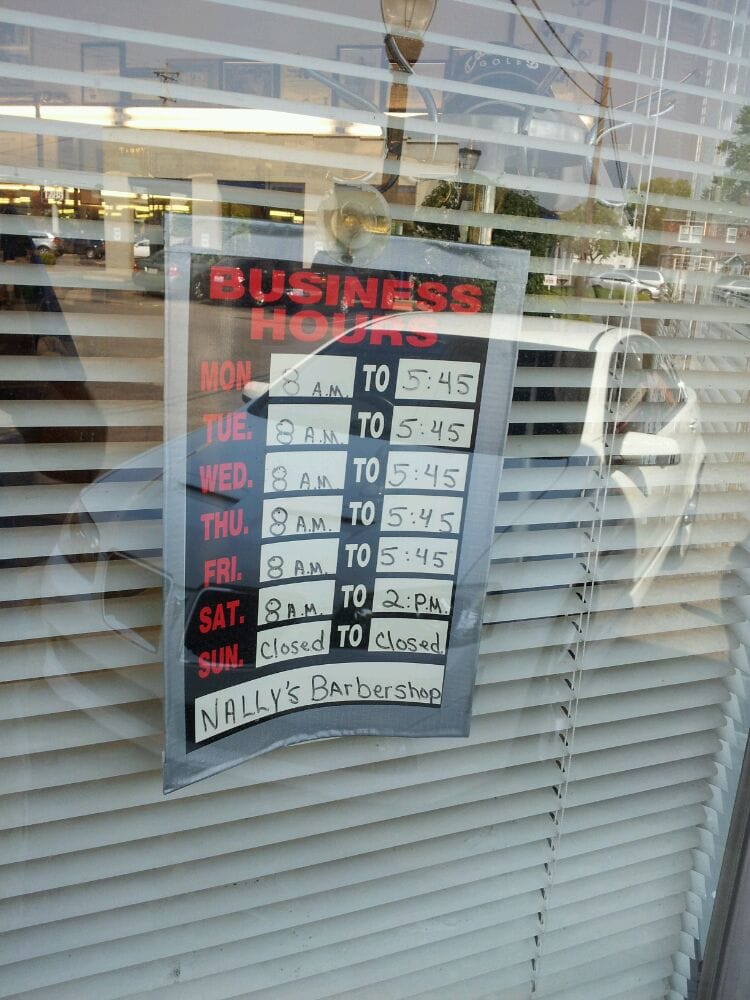 GOLF
BUSINESS
HOURS
MON. 8 A.M. TO 5:45
TUE. 8 A.M. TO 5:45
WED. 8 A.M TO 5:45
THU. 8 A.M. TO 5:45
FRI. 8 A.M. TO 5:45
SAT. 8 A.M. TO 2:P.M.
SUN. Closed TO Closed
NALLY'S BArbershop